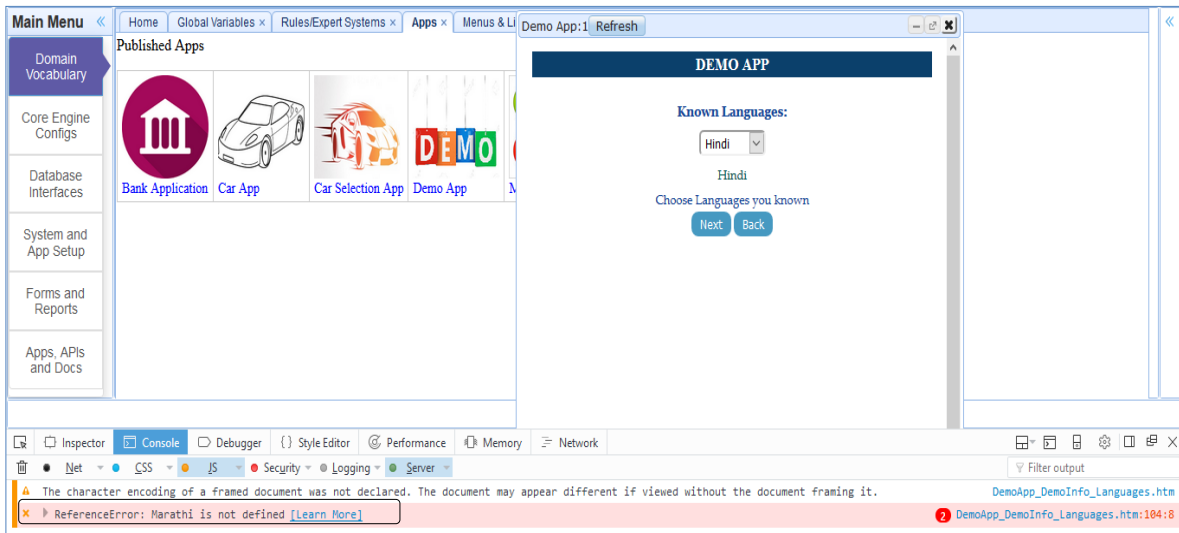 Main Menu «
Home Global Variables × Rules/Expert Systems × Apps × Menus & Li
Domain
Vocabulary
Core Engine
Configs
Database
Interfaces
System and
App Setup
Forms and
Reports
Apps, APIs
and Docs
Published Apps
DEMO
Bank Application Car App Car Selection App Demo App M
Demo App:1 Refresh
DEMO APP
Known Languages:
Hindi
Hindi
Choose Languages you known
Next Back
«
Inspector Console Debugger {} Style Editor Performance Memory Network
Net CSS JS Security Logging Server Filter output
The character encoding of a framed document was not declared. The document may appear different if viewed without the document framing it. DemoApp_DemoInfo_Languages.htm
ReferenceError: Marathi is not defined [Learn More] 2 DemoApp_DemoInfo_Languages.htm:104:8